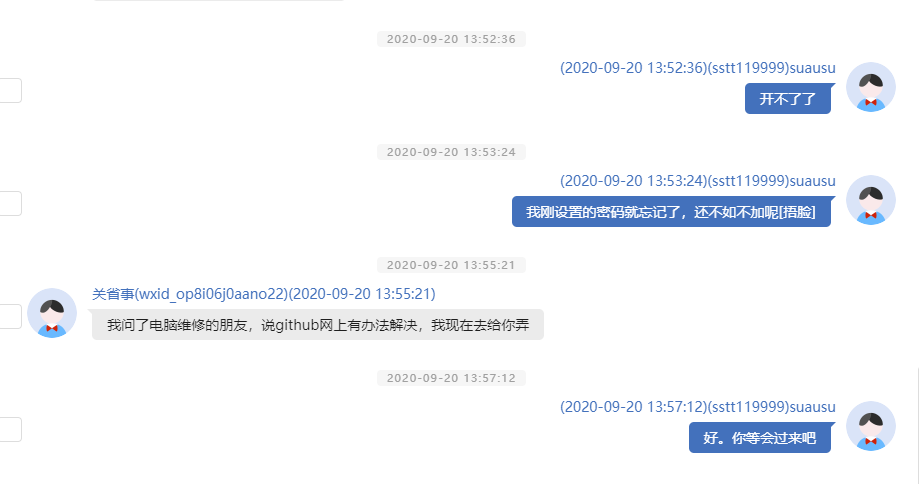 2020-09-20 13:52:36
(2020-09-20 13:52:36)(sstt119999)suausu
开不了了
2020-09-20 13:53:24
(2020-09-20 13:53:24)(sstt119999)suausu
我刚设置的密码就忘记了，还不如不加呢[捂脸]
2020-09-20 13:55:21
关省事(wxid_op8i06j0aano22)(2020-09-20 13:55:21)
我问了电脑维修的朋友，说github网上有办法解决，我现在去给你弄
2020-09-20 13:57:12
(2020-09-20 13:57:12)(sstt119999)suausu
好。你等会过来吧